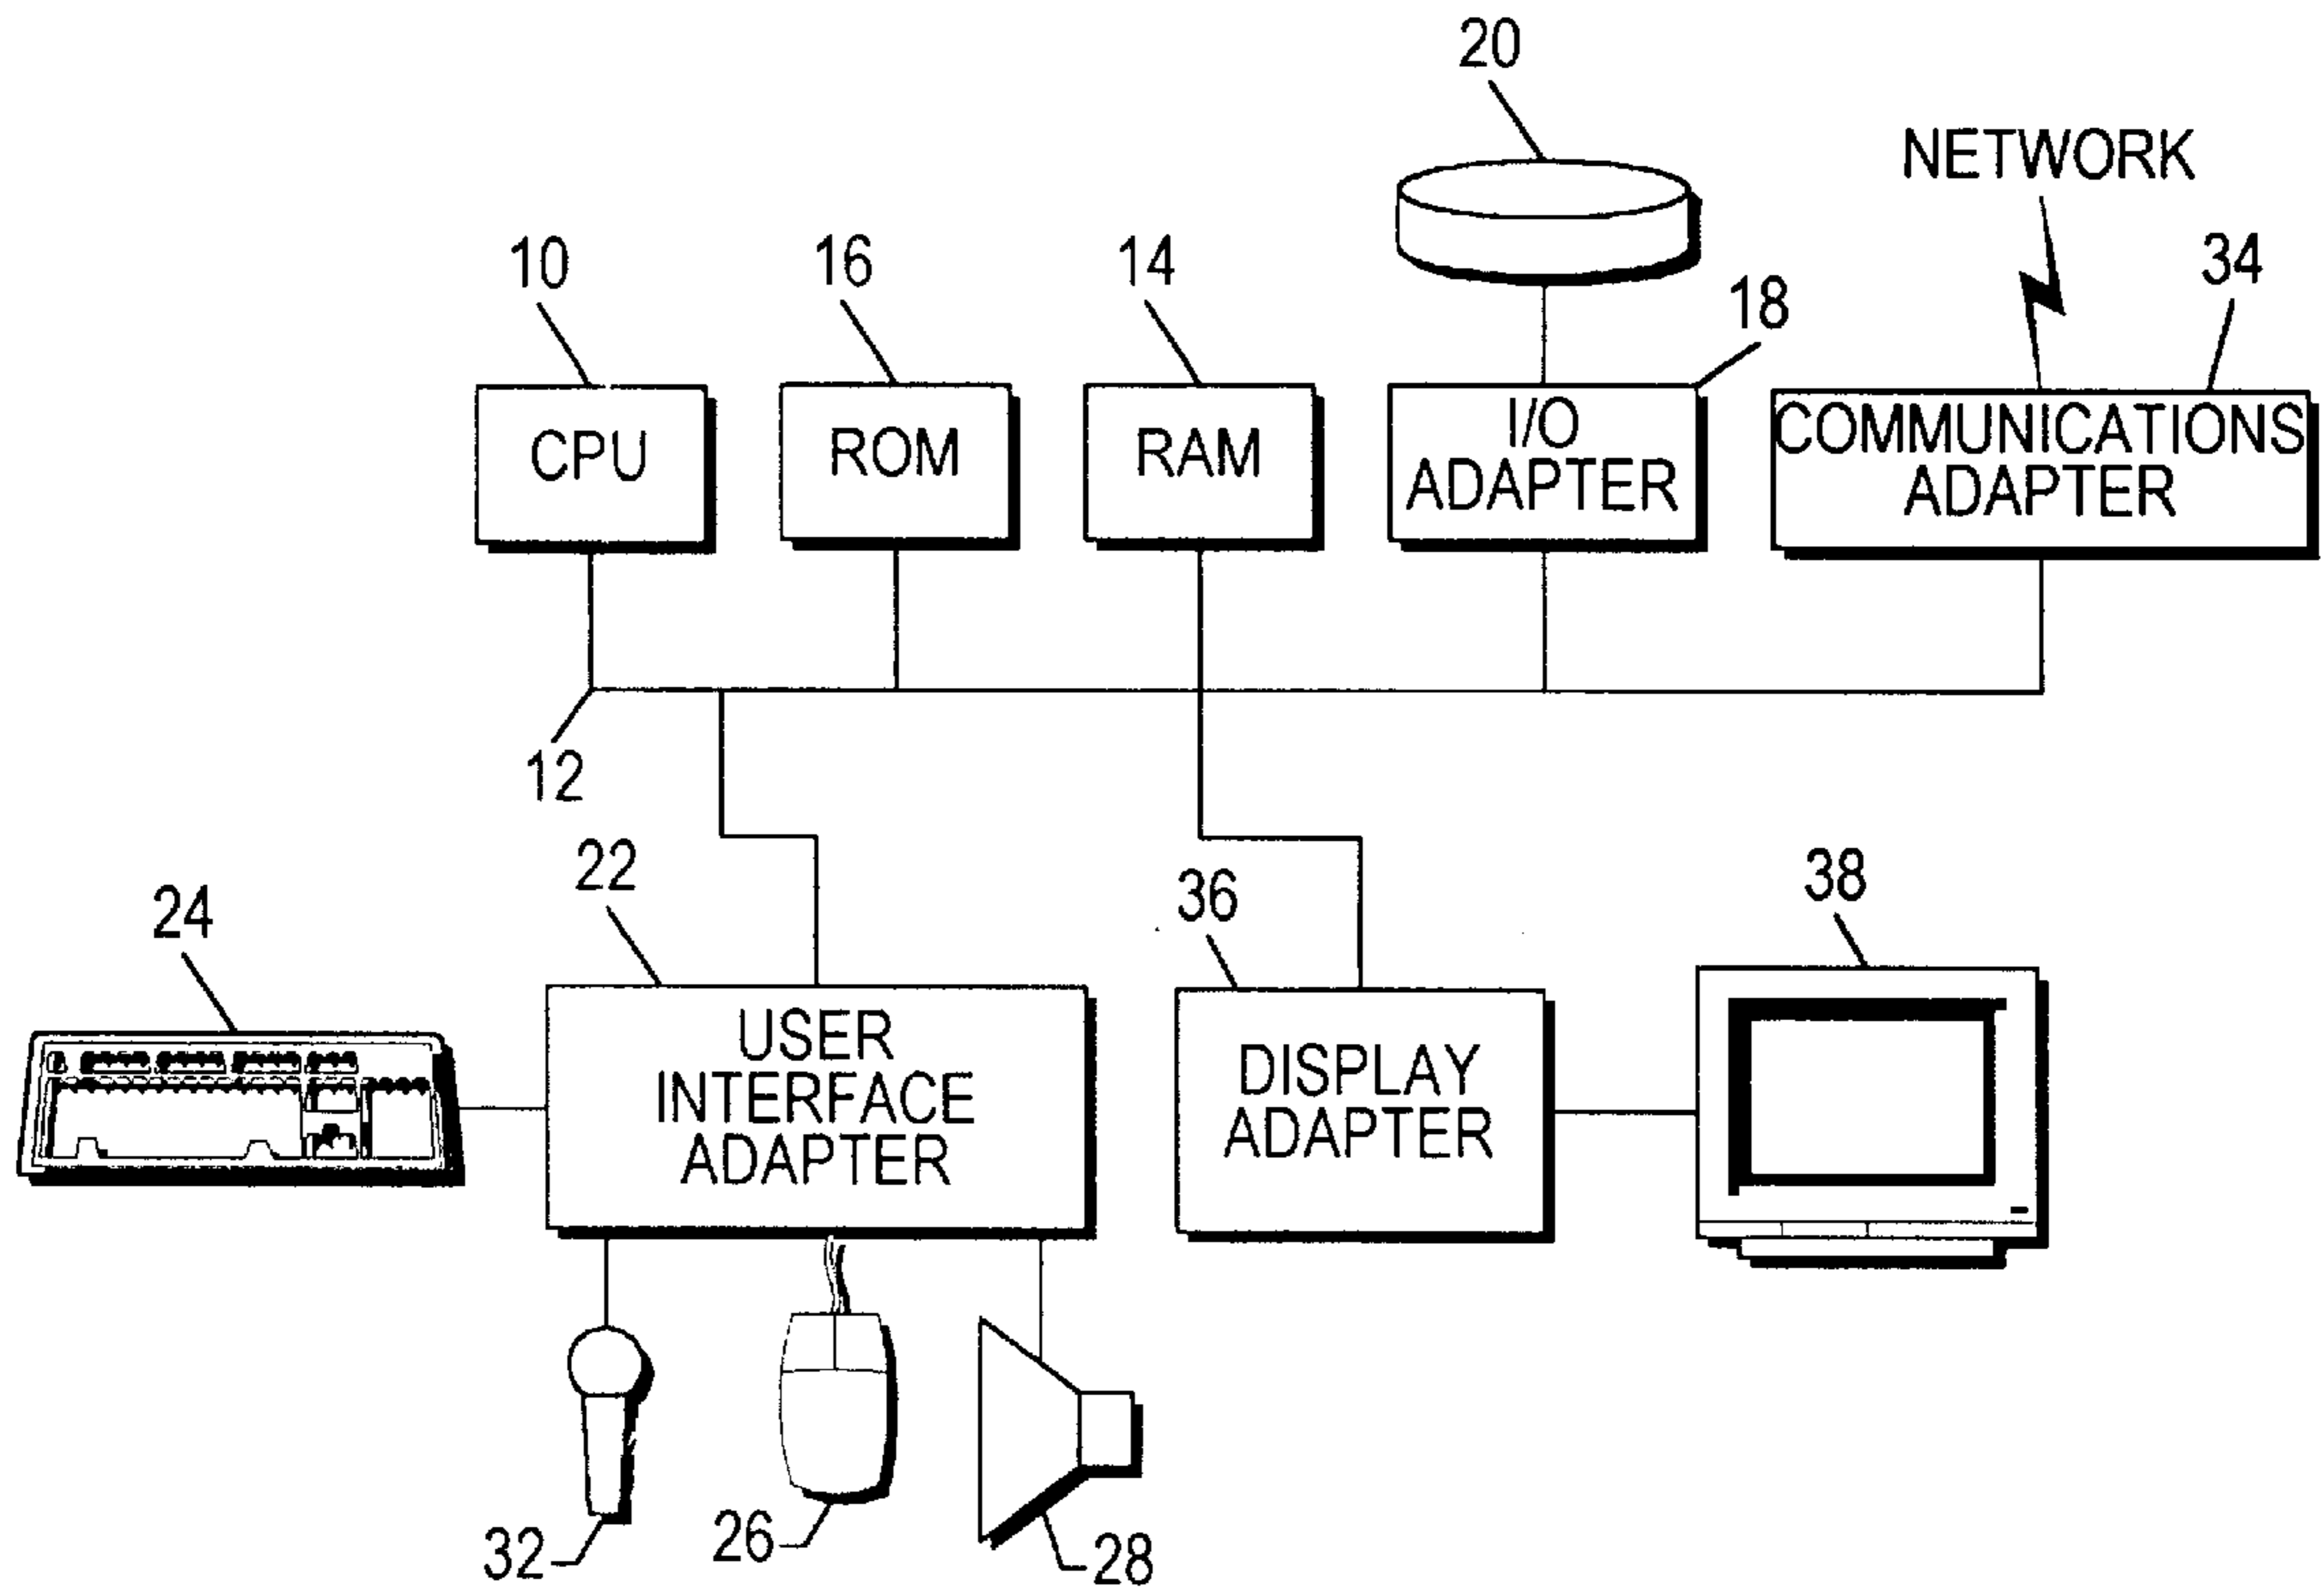 20
NETWORK
10
16
14
18
34
CPU
ROM
RAM
I/O
ADAPTER
COMMUNICATIONS
ADAPTER
12
22
24
36
38
USER
INTERFACE
ADAPTER
DISPLAY
ADAPTER
32
26
28